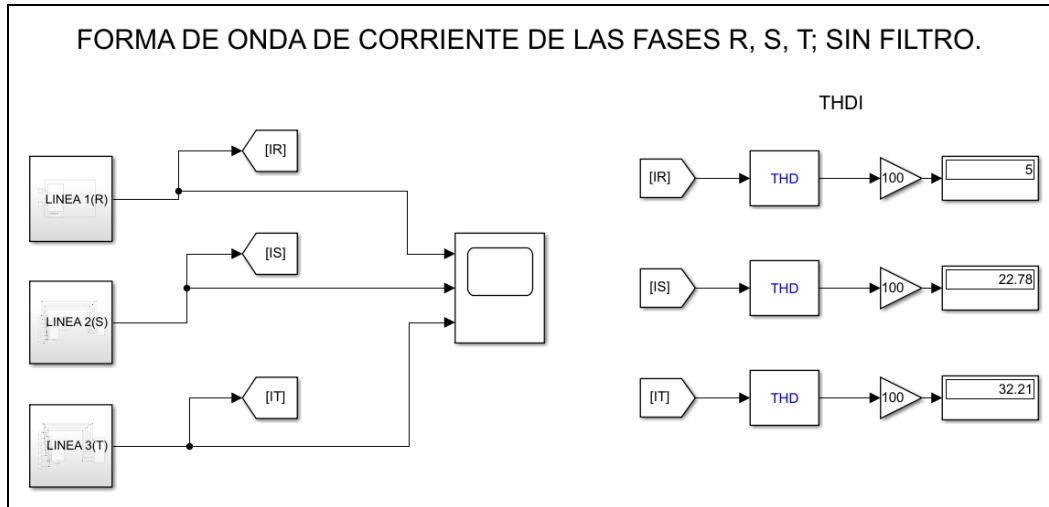 FORMA DE ONDA DE CORRIENTE DE LAS FASES R, S, T; SIN FILTRO.
THDI
[IR]
LINEA 1(R)
[IS]
LINEA 2(S)
[IT]
LINEA 3(T)
[IR]
THD
100
5
[IS]
THD
100
22.78
[IT]
THD
100
32.21